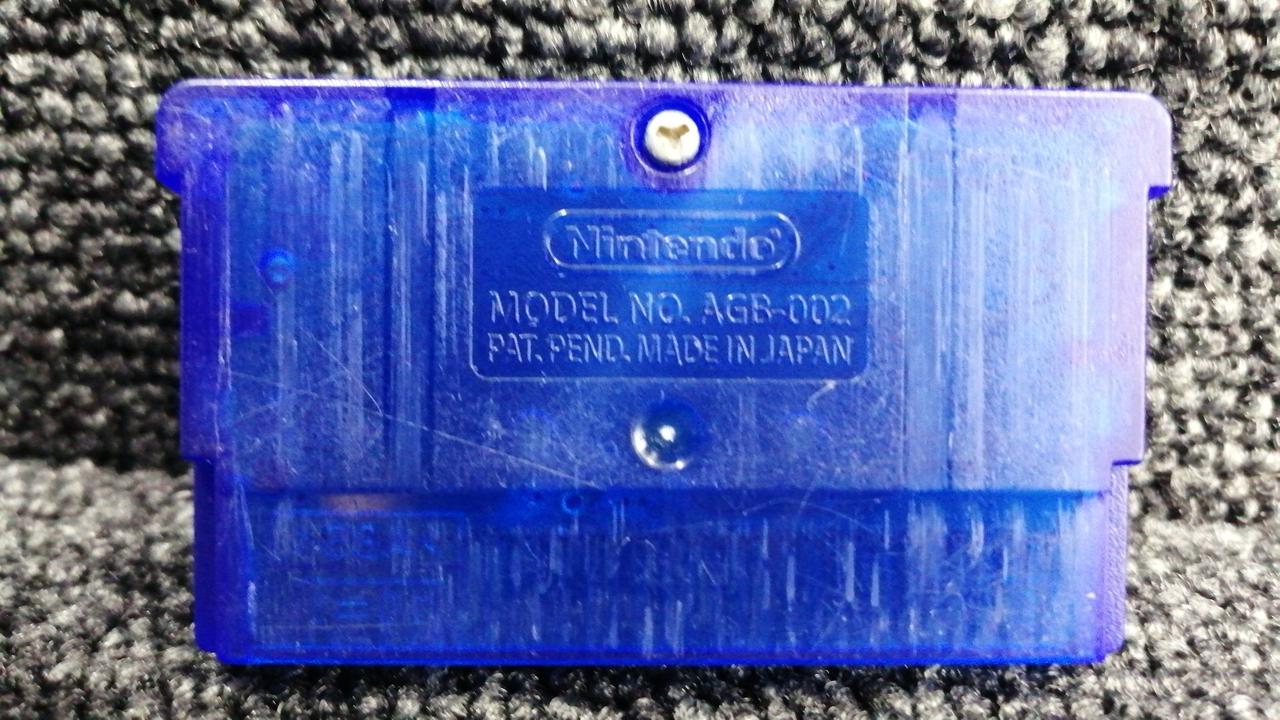 Nintendo
MODEL NO. AGB-002
PAT. PEND. MADE IN JAPAN